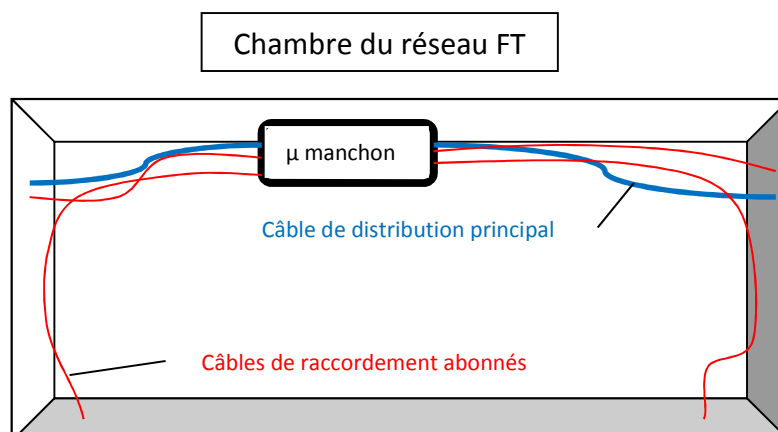 Chambre du réseau FT
µ manchon
Câble de distribution principal
Câbles de raccordement abonnés